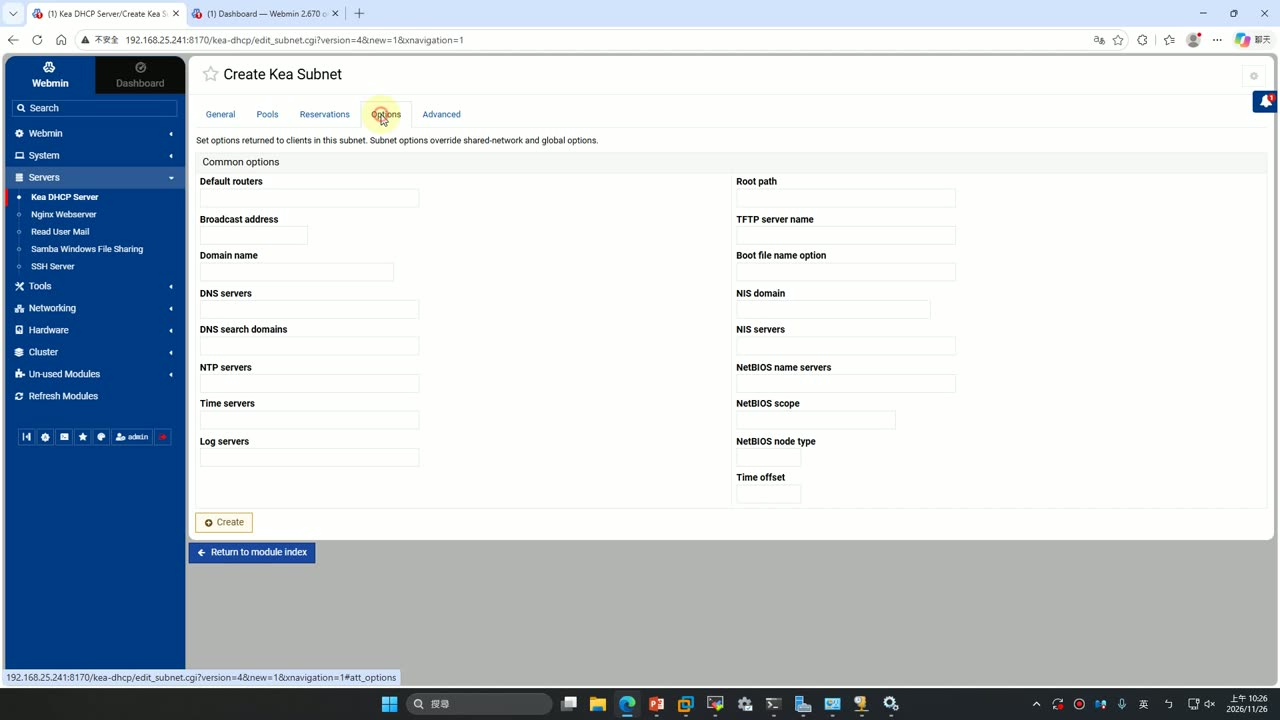 (1) Kea DHCP Server/Create Kea S
(1) Dashboard — Webmin 2.670 o
不安全
192.168.25.241:8170/kea-dhcp/edit_subnet.cgi?version=4&new=1&xnavigation=1
聊天
Webmin
Dashboard
Search
Webmin
System
Servers
Kea DHCP Server
Nginx Webserver
Read User Mail
Samba Windows File Sharing
SSH Server
Tools
Networking
Hardware
Cluster
Un-used Modules
Refresh Modules
admin
Create Kea Subnet
General
Pools
Reservations
Options
Advanced
Set options returned to clients in this subnet. Subnet options override shared-network and global options.
Common options
Default routers
Broadcast address
Domain name
DNS servers
DNS search domains
NTP servers
Time servers
Log servers
Root path
TFTP server name
Boot file name option
NIS domain
NIS servers
NetBIOS name servers
NetBIOS scope
NetBIOS node type
Time offset
Create
Return to module index
192.168.25.241:8170/kea-dhcp/edit_subnet.cgi?version=4&new=1&xnavigation=1#att_options
搜尋
英
上午 10:26
2026/11/26